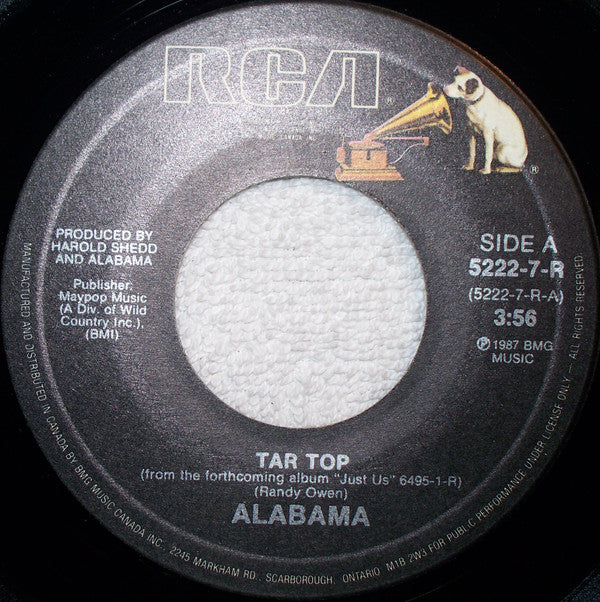 RCA
®
®
PRODUCED BY
HAROLD SHEDD
AND ALABAMA
Publisher:
Maypop Music
(A Div. of Wild
Country Inc.).
(BMI)
SIDE A
5222-7-R
(5222-7-R-A)
3:56
℗ 1987 BMG
MUSIC
TAR TOP
(from the forthcoming album "Just Us" 6495-1-R)
(Randy Owen)
ALABAMA
MANUFACTURED AND DISTRIBUTED IN CANADA BY BMG MUSIC CANADA INC. 2245 MARKHAM RD. SCARBOROUGH, ONTARIO M1B 2W3 FOR PUBLIC PERFORMANCE UNDER LICENSE ONLY — ALL RIGHTS RESERVED.